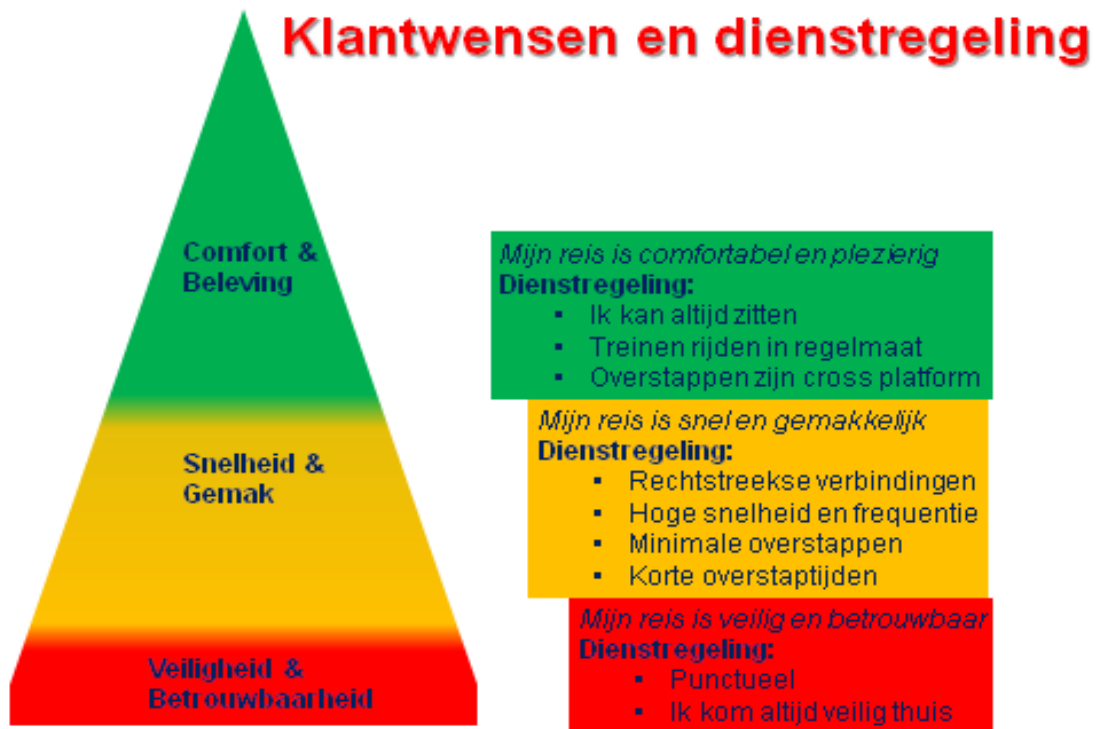 Klantwensen en dienstregeling
Comfort &
Beleving
Mijn reis is comfortabel en plezierig
Dienstregeling:
▪ Ik kan altijd zitten
▪ Treinen rijden in regelmaat
▪ Overstappen zijn cross platform
Snelheid &
Gemak
Mijn reis is snel en gemakkelijk
Dienstregeling:
▪ Rechtstreekse verbindingen
▪ Hoge snelheid en frequentie
▪ Minimale overstappen
▪ Korte overstaptijden
Veiligheid &
Betrouwbaarheid
Mijn reis is veilig en betrouwbaar
Dienstregeling:
▪ Punctueel
▪ Ik kom altijd veilig thuis